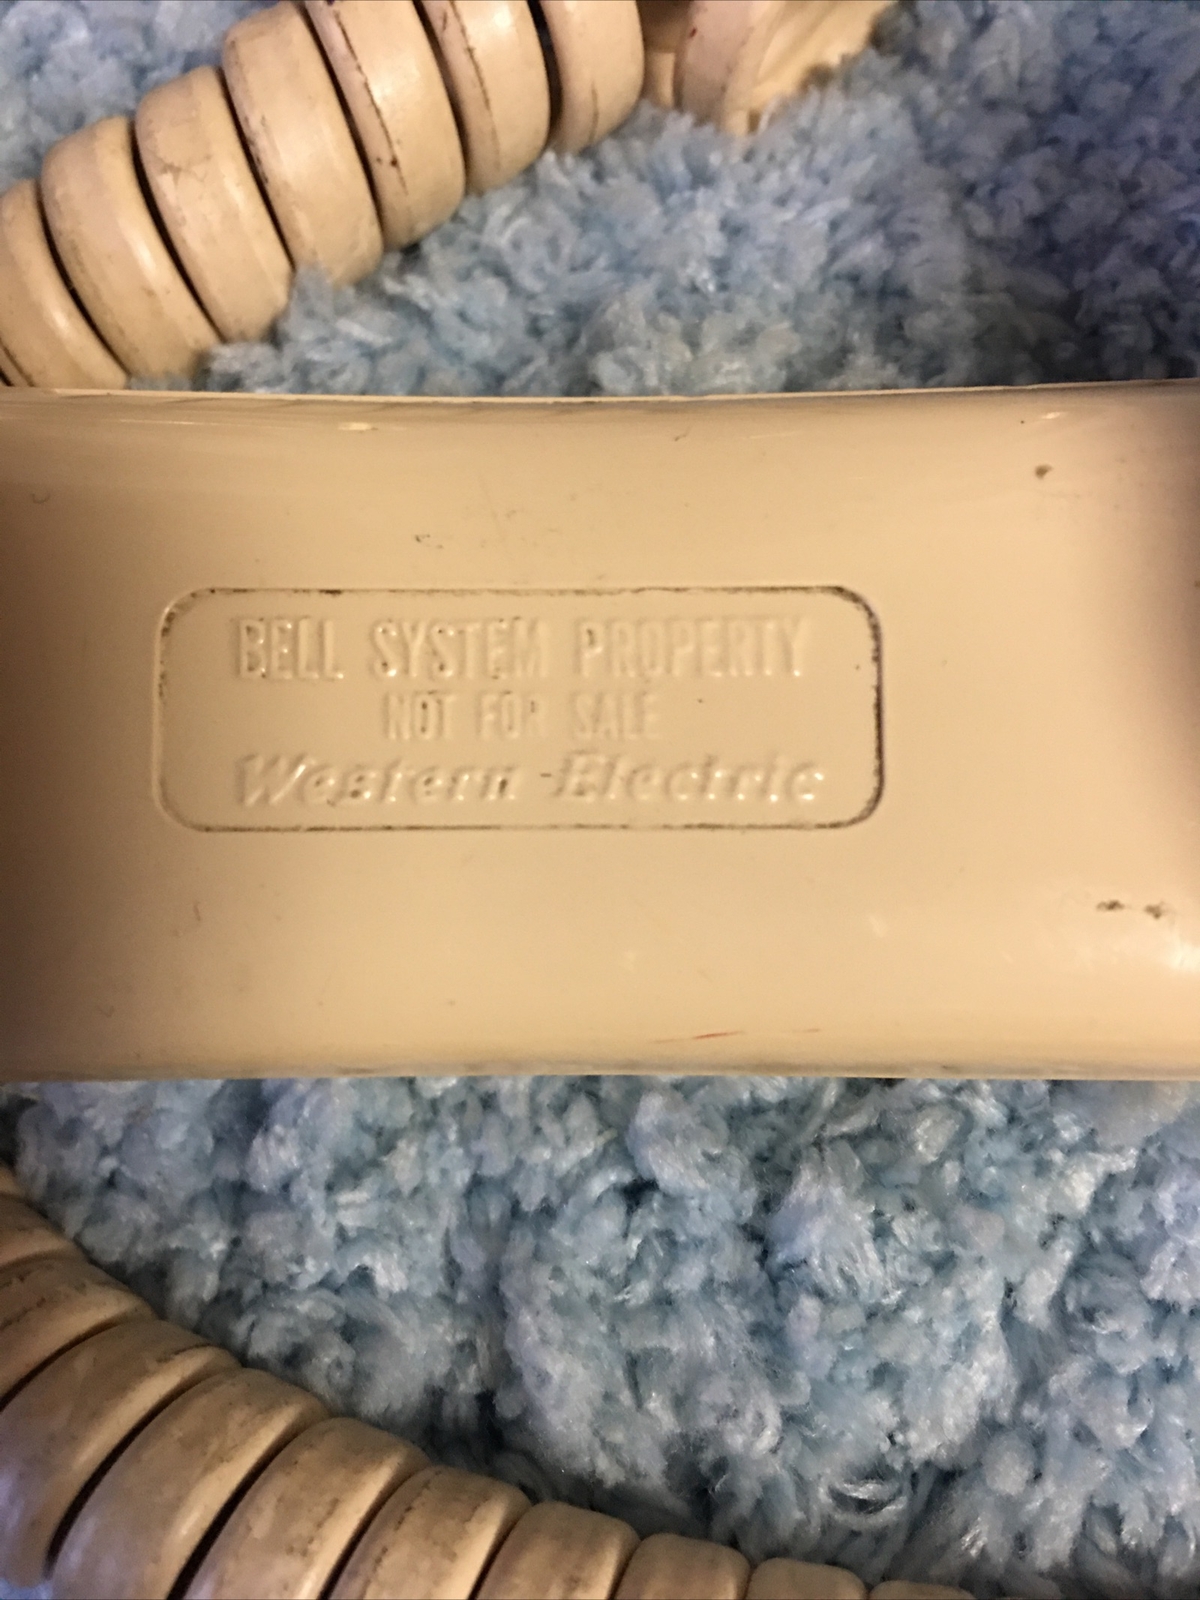 BELL SYSTEM PROPERTY
NOT FOR SALE
Western Electric